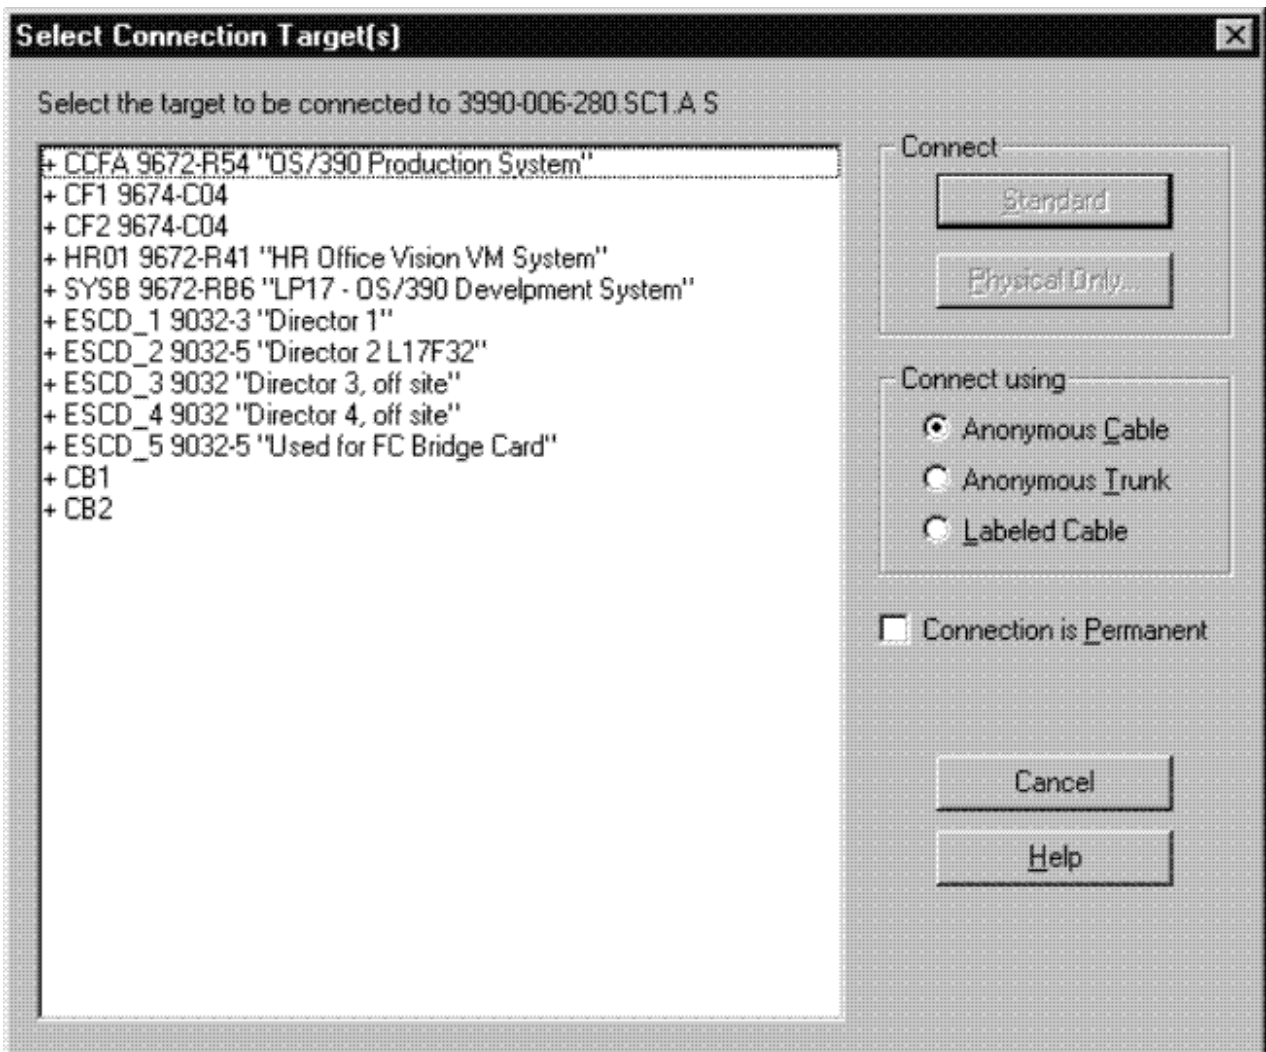 Select Connection Target(s)
Select the target to be connected to 3990-006-280.SC1.A S
+ CCFA 9672-R54 "OS/390 Production System"
+ CF1 9674-C04
+ CF2 9674-C04
+ HR01 9672-R41 "HR Office Vision VM System"
+ SYSB 9672-RB6 "LP17 - OS/390 Develpment System"
+ ESCD_1 9032-3 "Director 1"
+ ESCD_2 9032-5 "Director 2 L17F32"
+ ESCD_3 9032 "Director 3, off site"
+ ESCD_4 9032 "Director 4, off site"
+ ESCD_5 9032-5 "Used for FC Bridge Card"
+ CB1
+ CB2
Connect
Standard
Physical Only...
Connect using
Anonymous Cable
Anonymous Trunk
Labeled Cable
Connection is Permanent
Cancel
Help